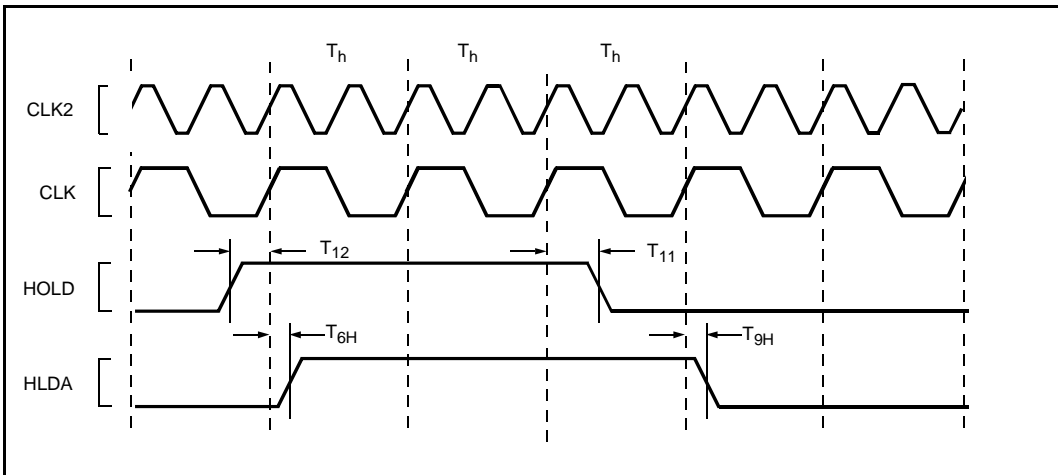 Th Th Th
CLK2
CLK
T12 T11
HOLD
T6H T9H
HLDA